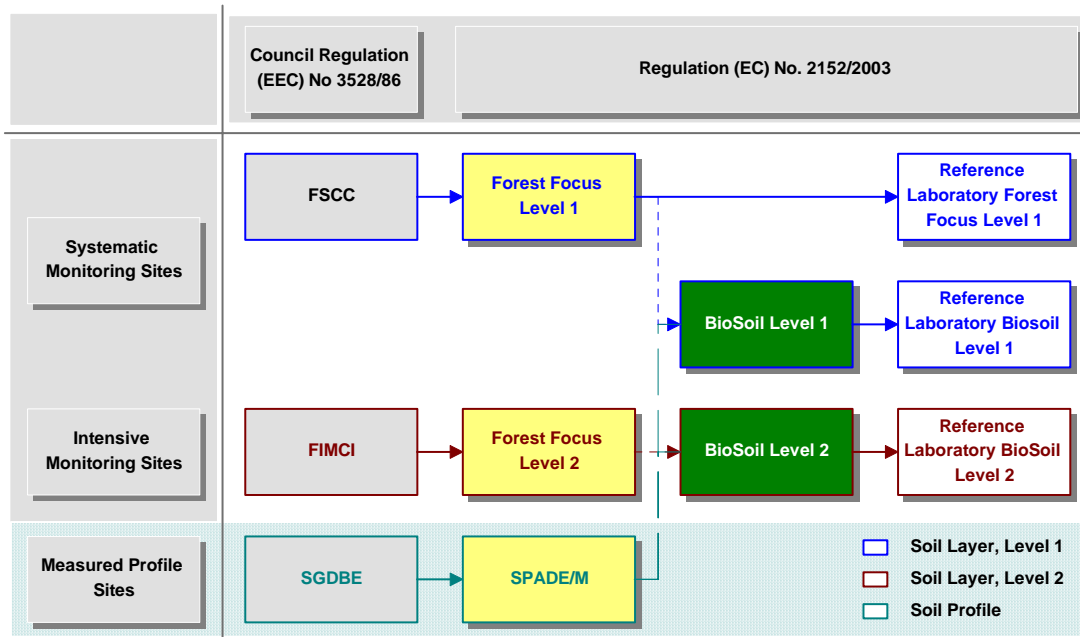 Council Regulation
(EEC) No 3528/86
Regulation (EC) No. 2152/2003
Systematic
Monitoring Sites
FSCC
Forest Focus
Level 1
Reference
Laboratory Forest
Focus Level 1
BioSoil Level 1
Reference
Laboratory Biosoil
Level 1
Intensive
Monitoring Sites
FIMCI
Forest Focus
Level 2
BioSoil Level 2
Reference
Laboratory BioSoil
Level 2
Measured Profile
Sites
SGDBE
SPADE/M
Soil Layer, Level 1
Soil Layer, Level 2
Soil Profile